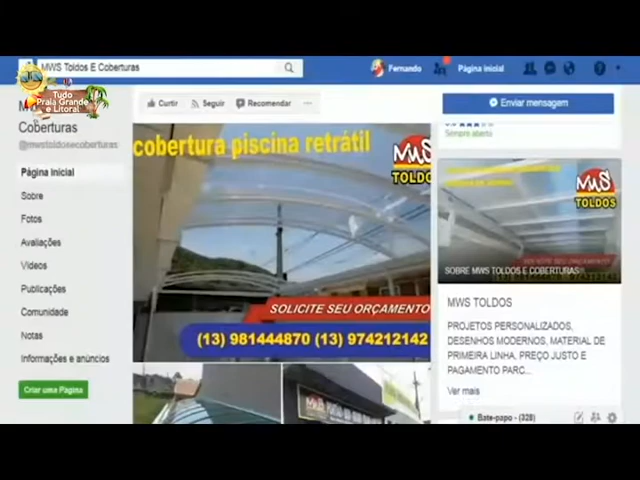 MWS Toldos E Coberturas
Fernando
Página Inicial
Tudo
Praia Grande
e Litoral
Coberturas
@mwstoldosecoberturas
Curtir
Seguir
Recomendar
Enviar mensagem
Sempre aberto
Página Inicial
Sobre
Fotos
Avaliações
Vídeos
Publicações
Comunidade
Notas
Informações e anúncios
Criar uma Página
cobertura piscina retrátil
MWS
TOLDOS
SOLICITE SEU ORÇAMENTO
(13) 981444870 (13) 974212142
MWS
TOLDOS
SOBRE MWS TOLDOS E COBERTURAS
MWS TOLDOS
PROJETOS PERSONALIZADOS,
DESENHOS MODERNOS, MATERIAL DE
PRIMEIRA LINHA, PREÇO JUSTO E
PAGAMENTO PARC...
Ver mais
Bate-papo - (328)